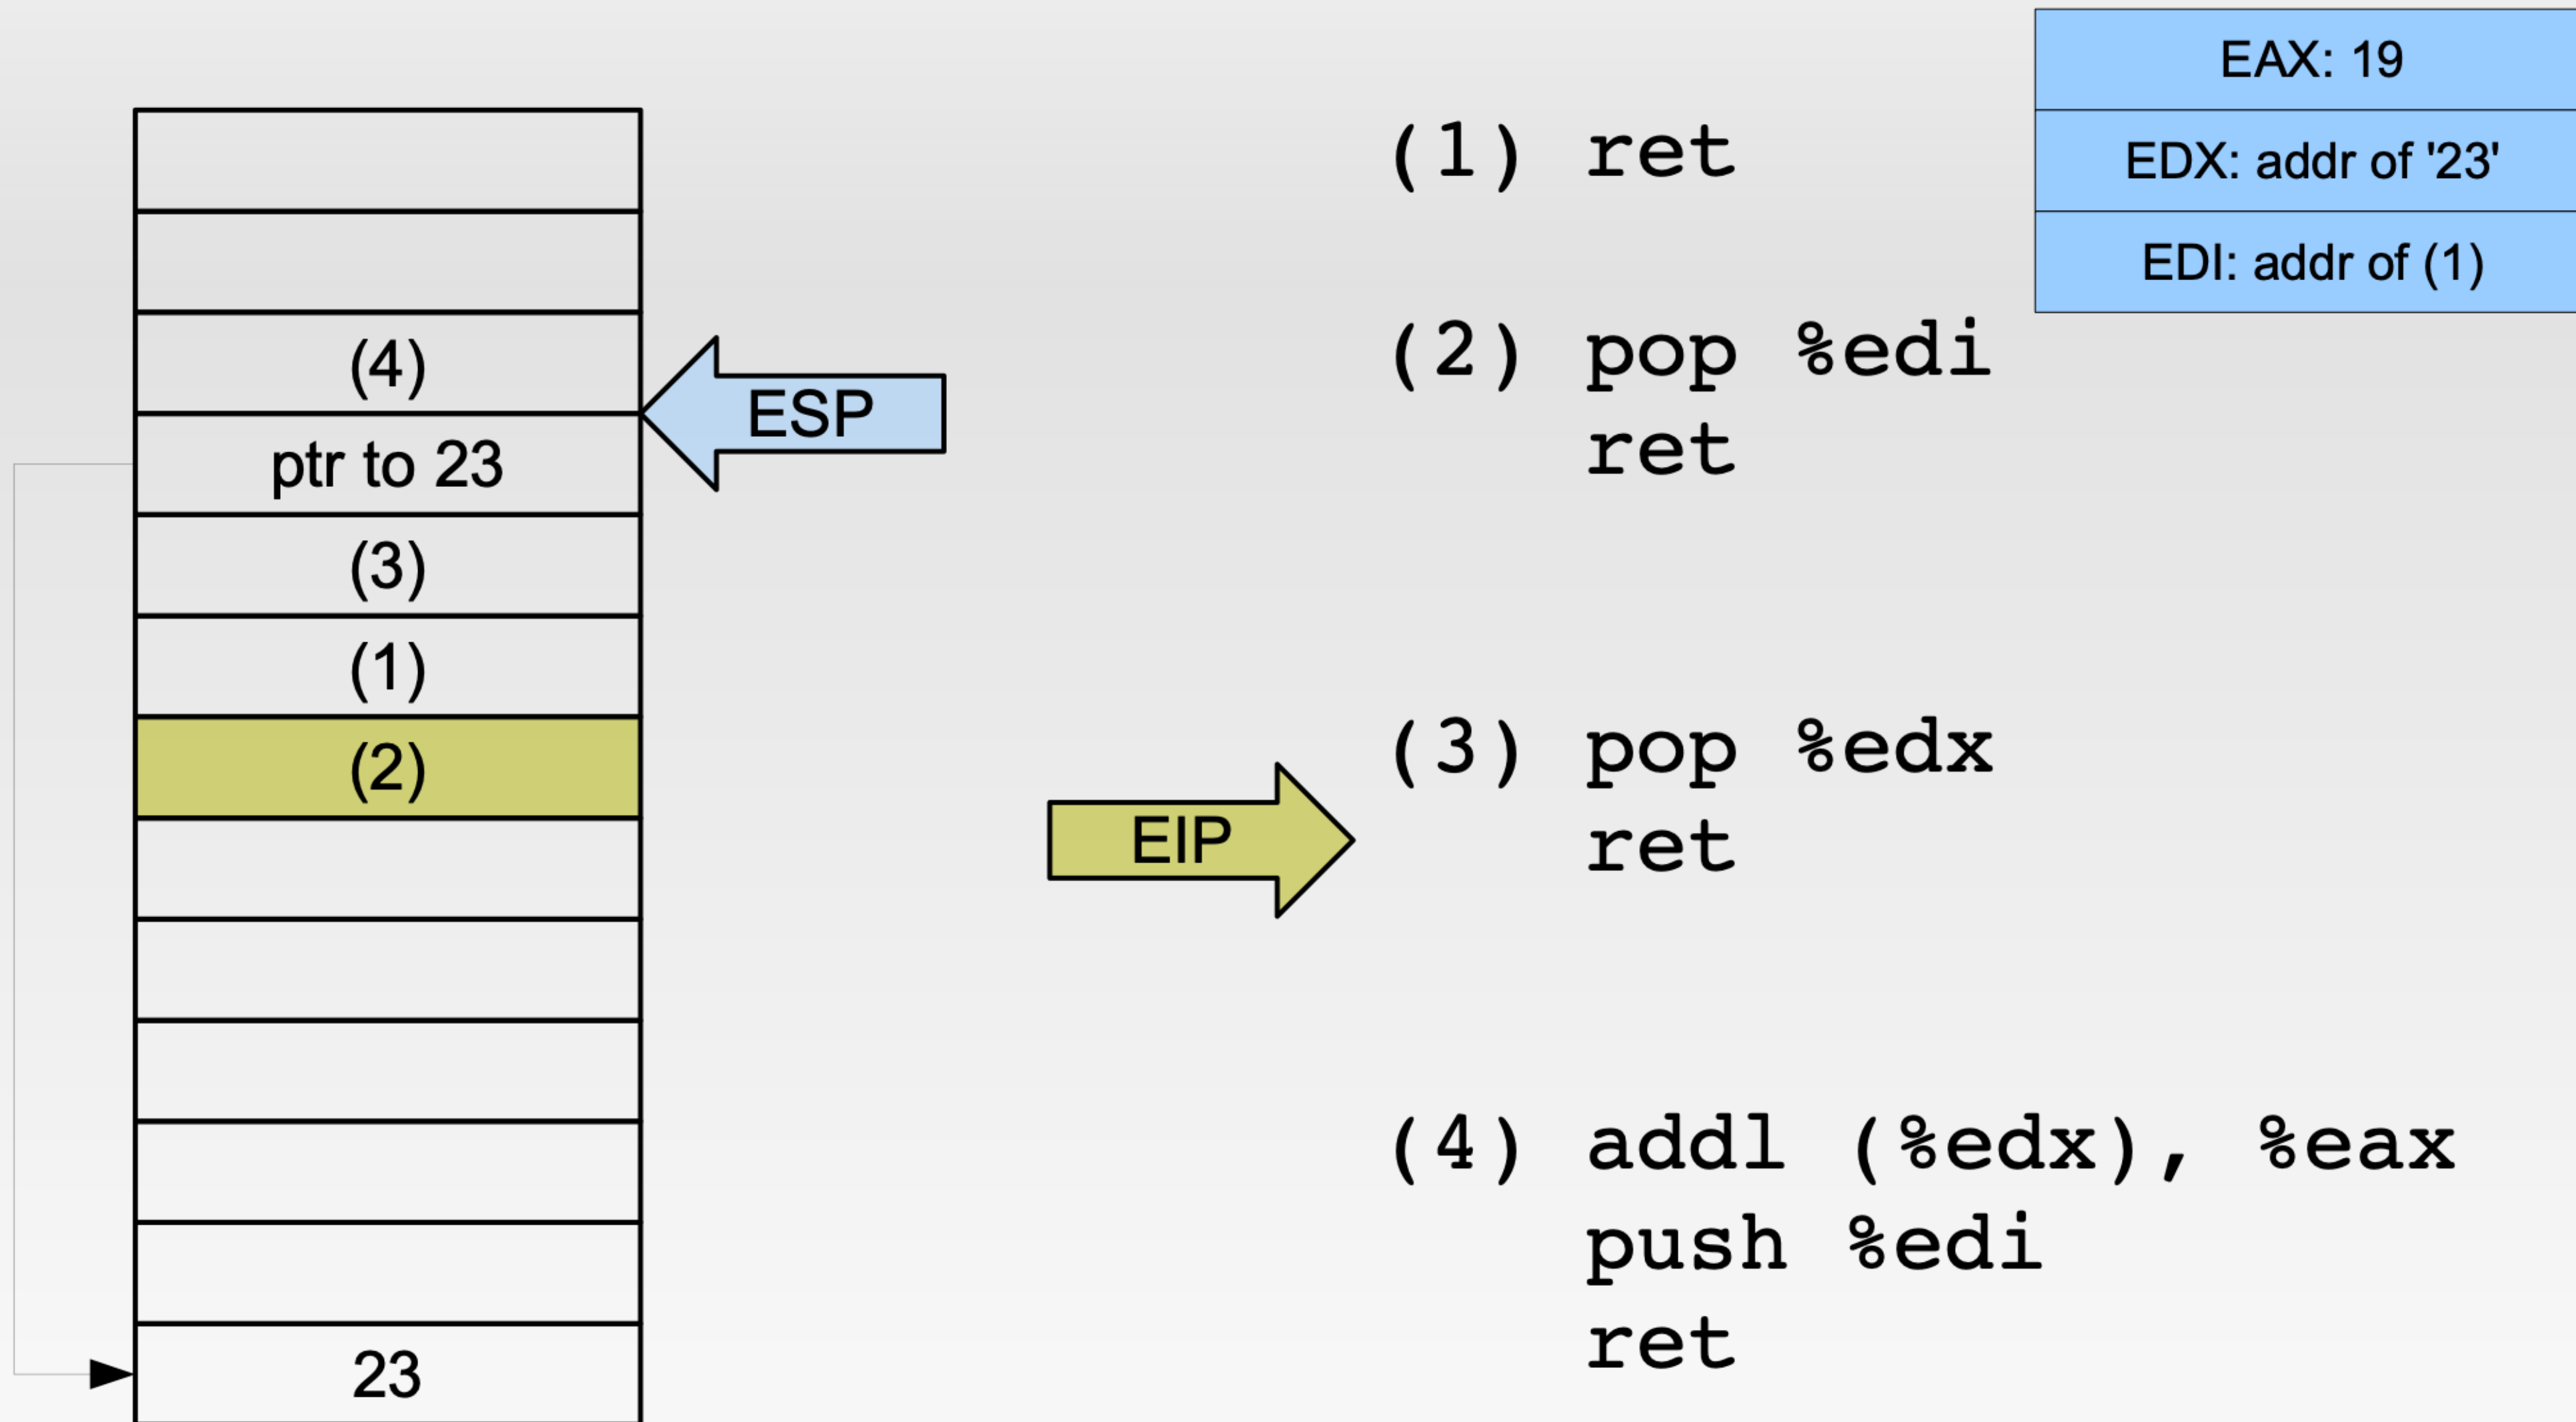 EAX: 19
EDX: addr of '23'
EDI: addr of (1)
(4)
ptr to 23
(3)
(1)
(2)
23
ESP
EIP
(1) ret
(2) pop %edi
ret
(3) pop %edx
ret
(4) addl (%edx), %eax
push %edi
ret